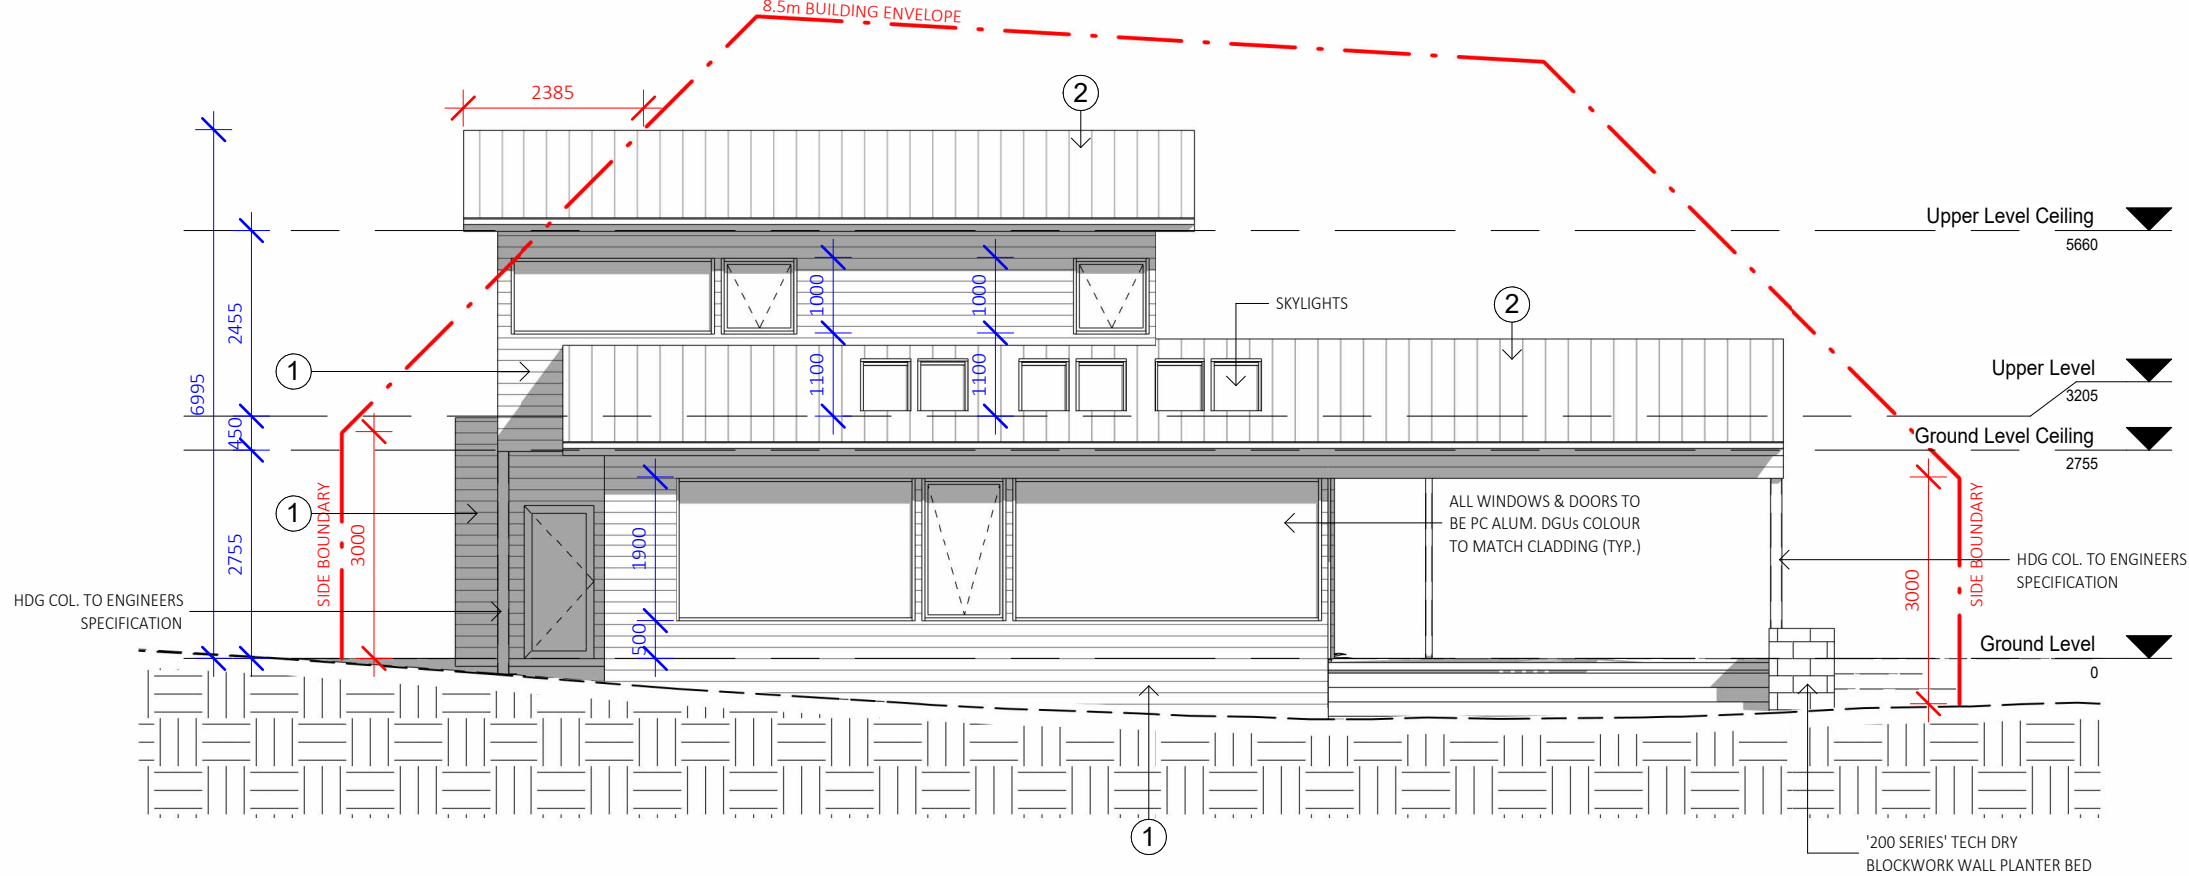 8.5m BUILDING ENVELOPE
2385
2
Upper Level Ceiling
5660
SKYLIGHTS
2
1000
1000
2455
1
6995
1100
1100
Upper Level
3205
450
Ground Level Ceiling
2755
1
SIDE BOUNDARY
3000
2755
1900
500
ALL WINDOWS & DOORS TO
BE PC ALUM. DGUs COLOUR
TO MATCH CLADDING (TYP.)
HDG COL. TO ENGINEERS
SPECIFICATION
HDG COL. TO ENGINEERS
SPECIFICATION
3000
SIDE BOUNDARY
Ground Level
0
1
'200 SERIES' TECH DRY
BLOCKWORK WALL PLANTER BED